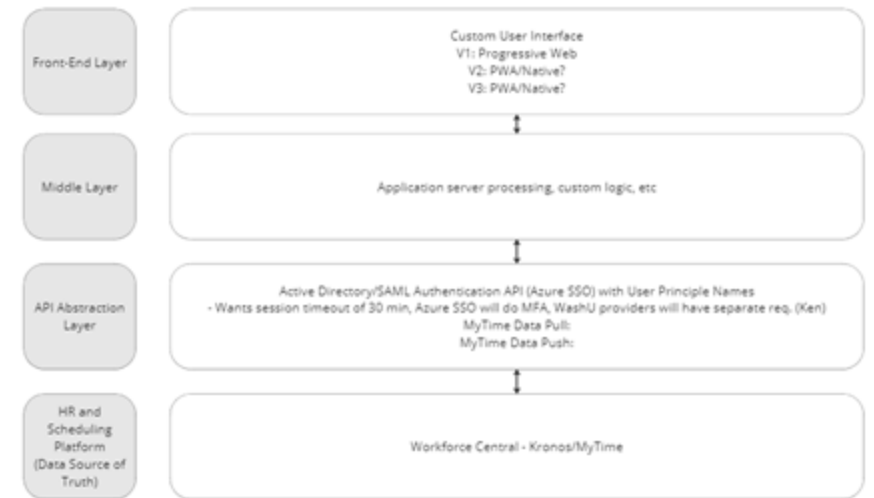 Front-End Layer
Custom User Interface
V1: Progressive Web
V2: PWA/Native?
V3: PWA/Native?
Middle Layer
Application server processing, custom logic, etc
API Abstraction
Layer
Active Directory/SAML Authentication API (Azure SSO) with User Principle Names
- Wants session timeout of 30 min, Azure SSO will do MFA, WashU providers will have separate req. (Ken)
MyTime Data Pull:
MyTime Data Push:
HR and
Scheduling
Platform
(Data Source of
Truth)
Workforce Central - Kronos/MyTime